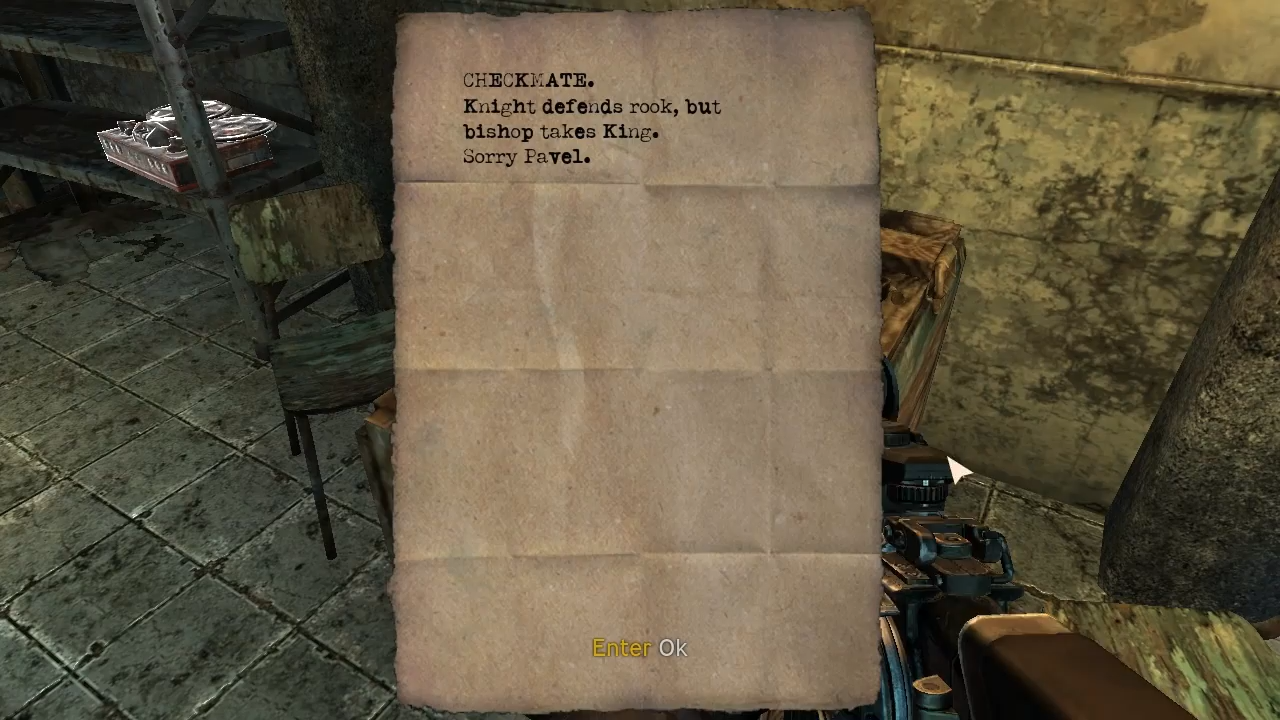 CHECKMATE.
Knight defends rook, but
bishop takes King.
Sorry Pavel.
Enter Ok